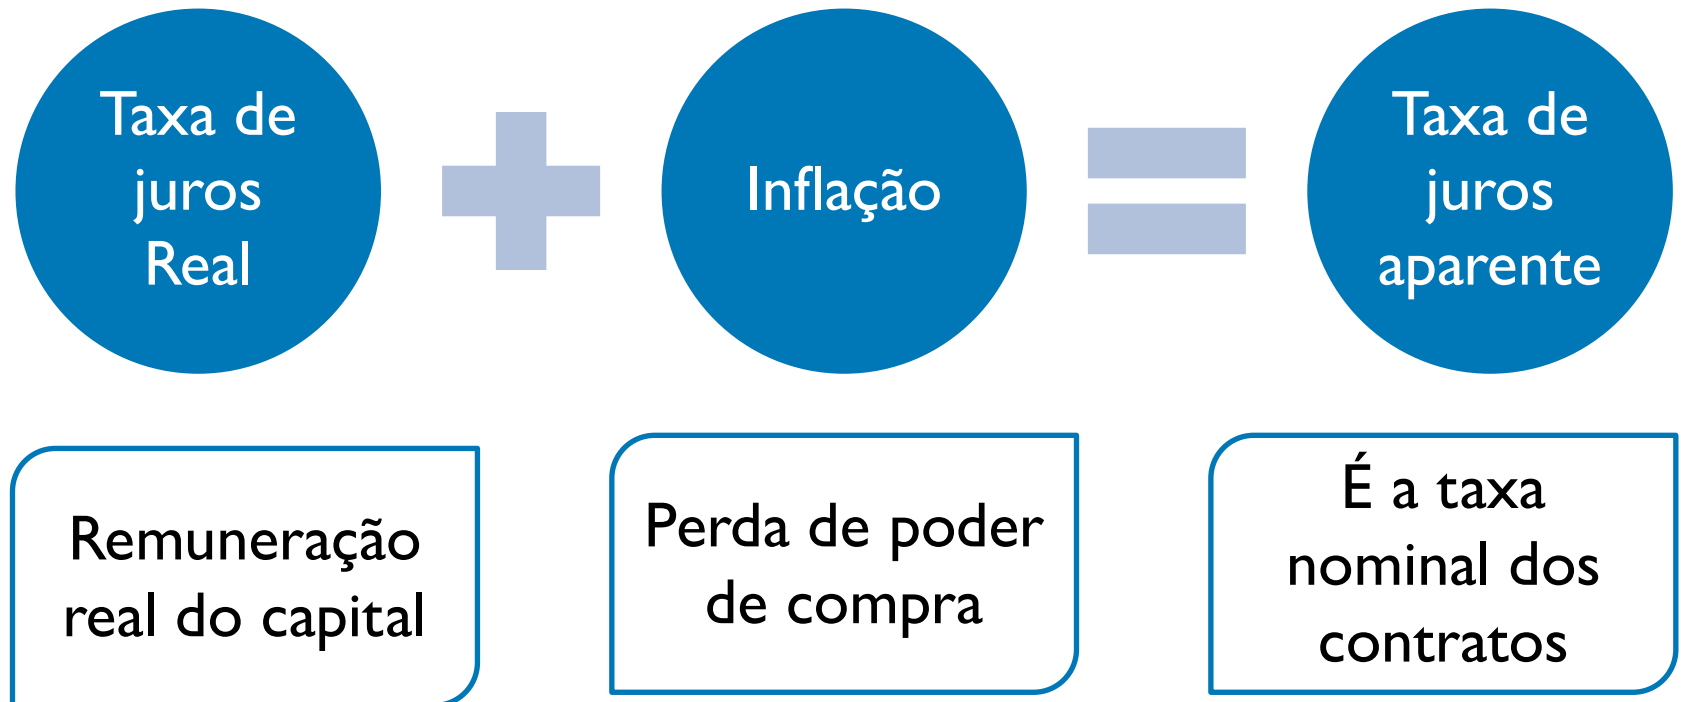 Taxa de
juros
Real
Inflação
Taxa de
juros
aparente
Remuneração
real do capital
Perda de poder
de compra
É a taxa
nominal dos
contratos